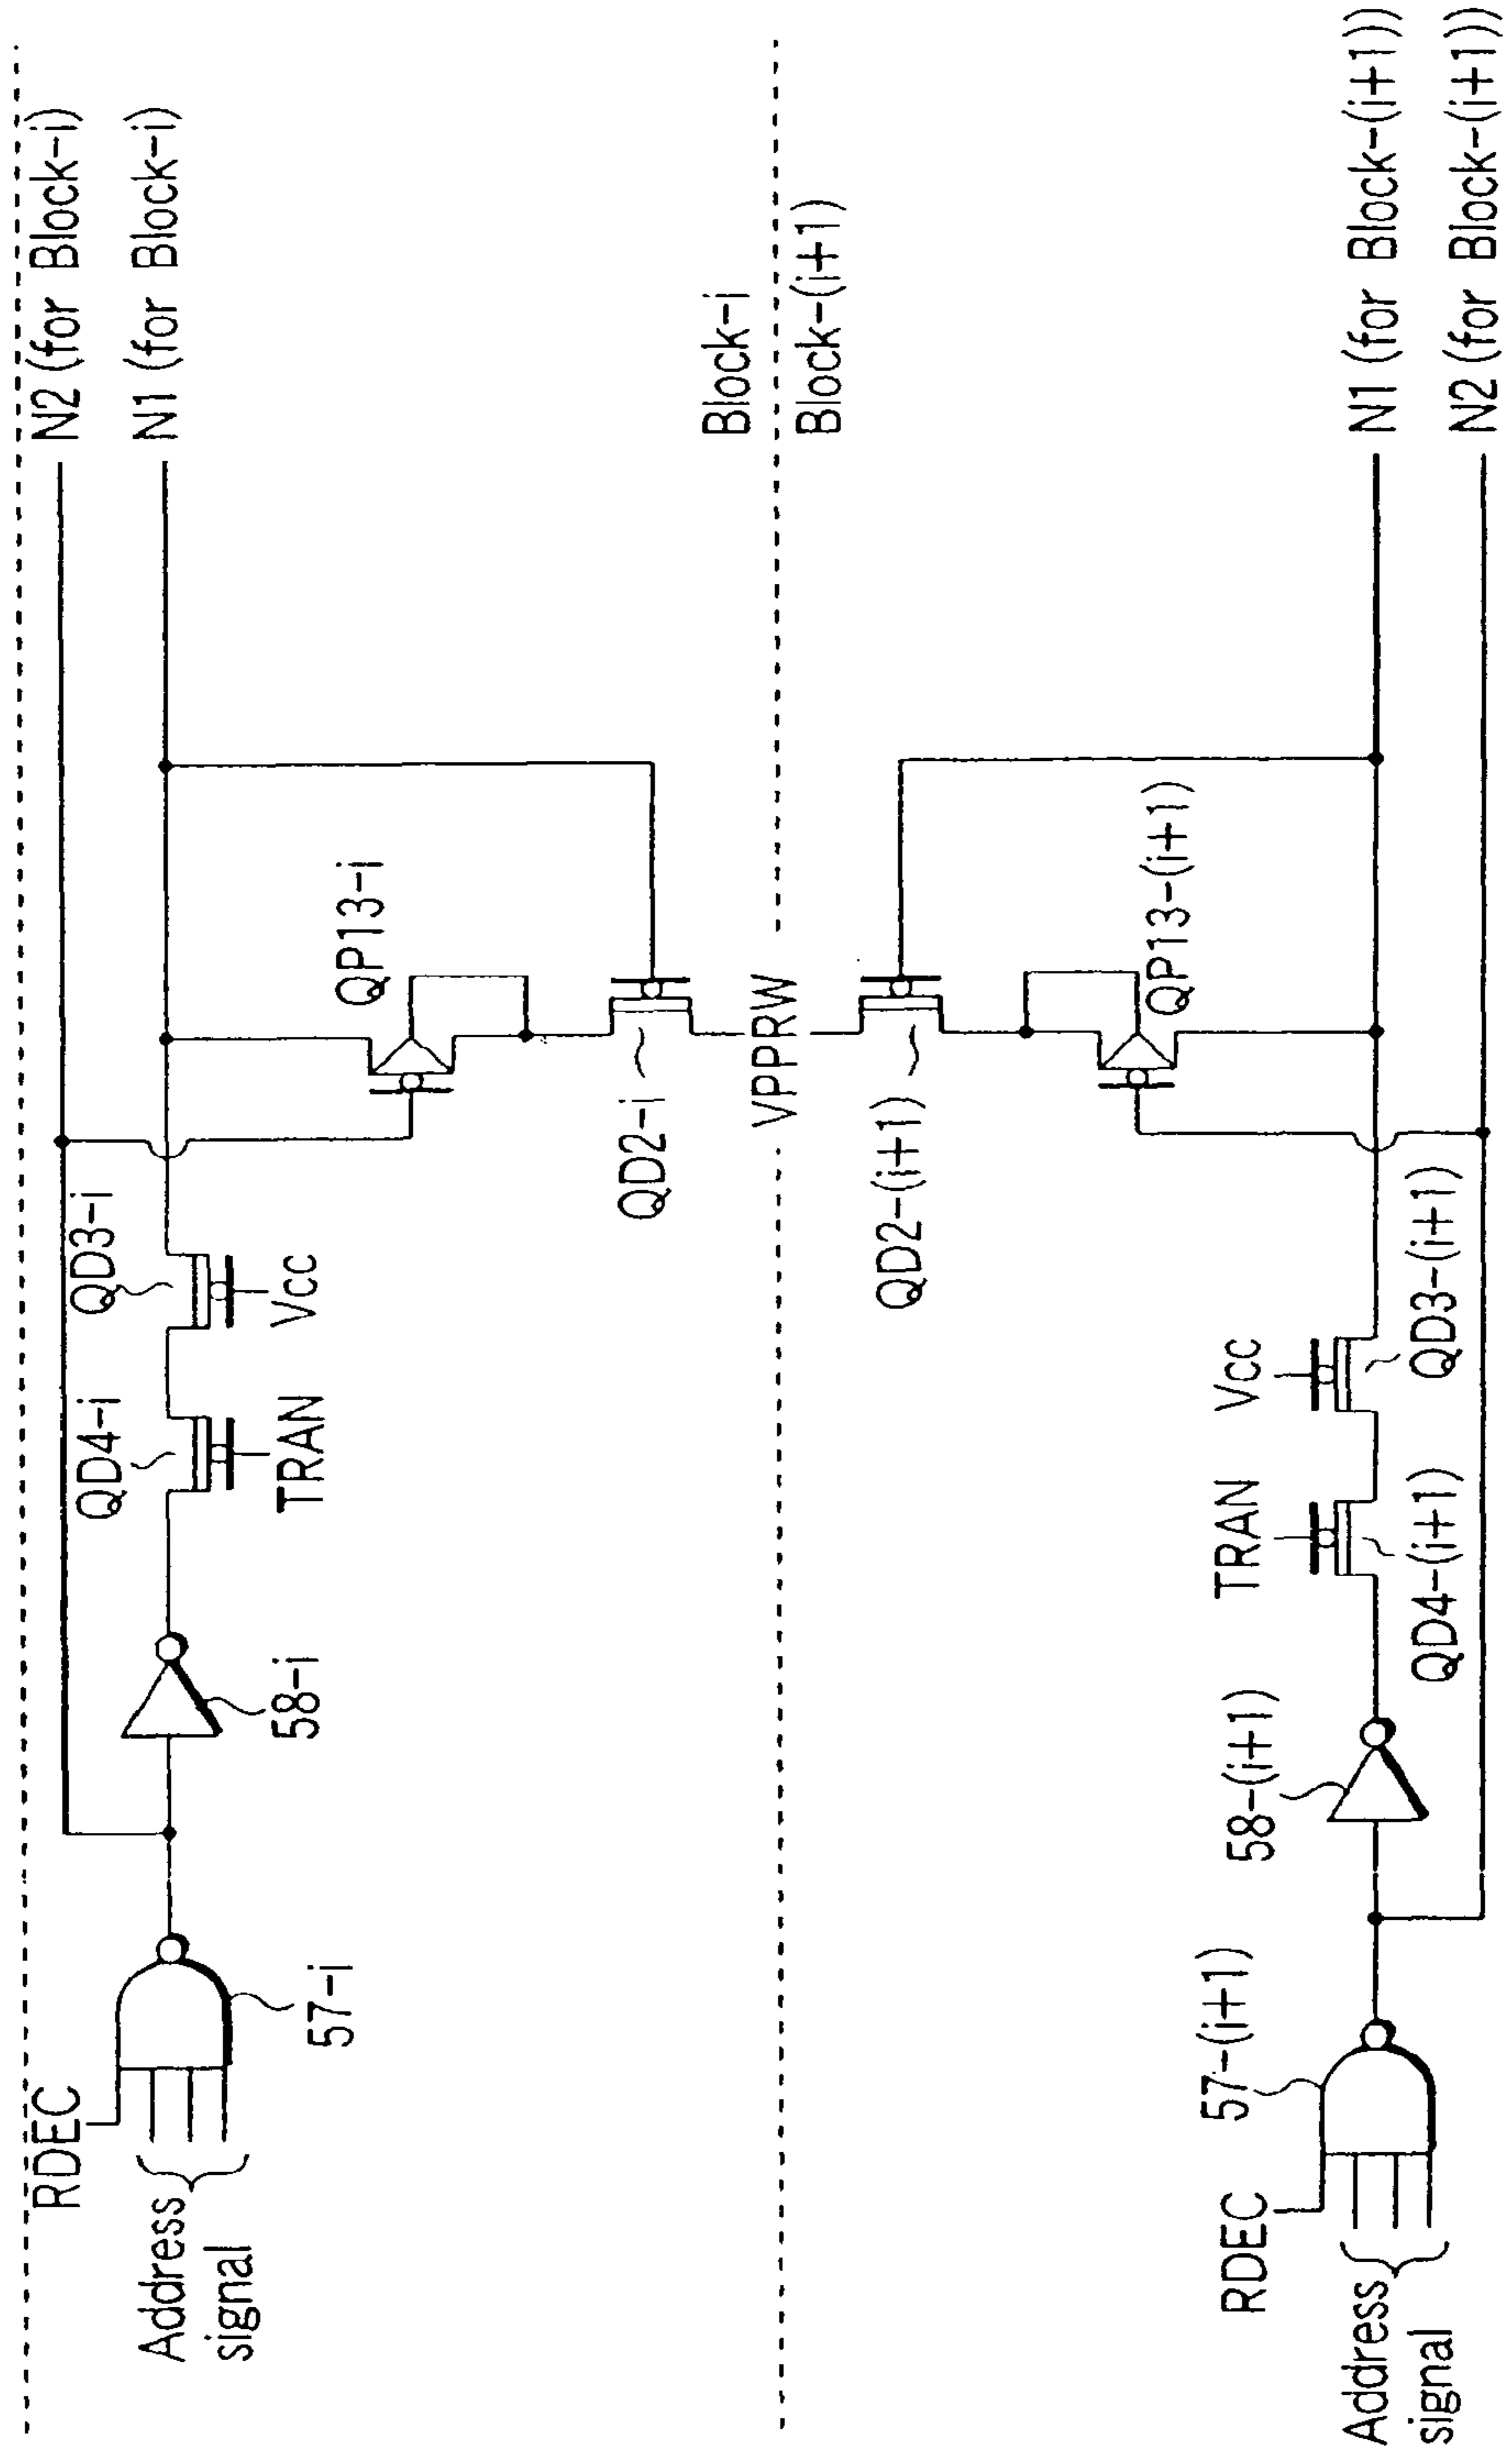 N2 (for Block-i)
N1 (for Block-i)
QD3-i
QD4-i
Vcc
TRAN
58-i
57-i
RDEC
Address
signal
QP13-i
QD2-i
Block-i
VPPRW
Block-(i+1)
QD2-(i+1)
QP13-(i+1)
Vcc
TRAN
QD3-(i+1)
QD4-(i+1)
58-(i+1)
57-(i+1)
RDEC
Address
signal
N1 (for Block-(i+1))
N2 (for Block-(i+1))